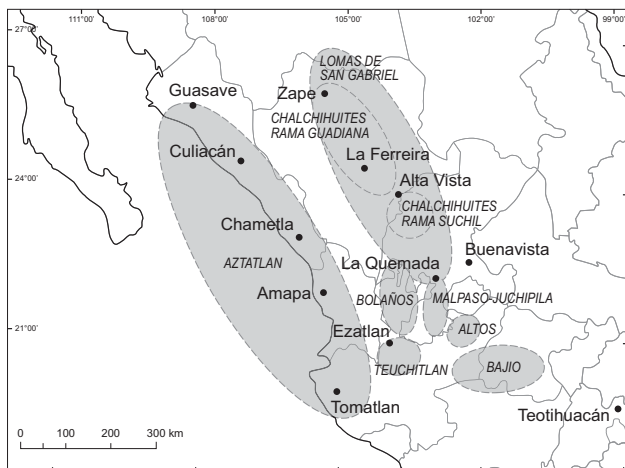 111°00' 108°00' 105°00' 102°00' 99°00'
27°00'
LOMAS DE
SAN GABRIEL
Guasave
Zape
CHALCHIHUITES
RAMA GUADIANA
Culiacán
La Ferreira
24°00'
Alta Vista
CHALCHIHUITES
RAMA SUCHIL
Chametla
Buenavista
La Quemada
AZTATLAN
Amapa
BOLAÑOS
MALPASO-JUCHIPILA
21°00'
Ezatlan
ALTOS
TEUCHITLAN
BAJIO
Tomatlan
Teotihuacán
0 100 200 300 km